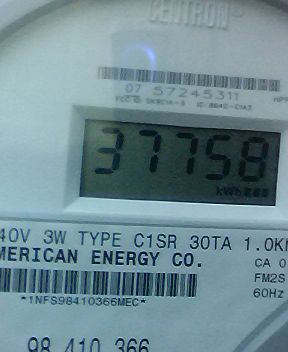 CENTRON
07 57245311
37758
kWh
40V 3W TYPE C1SR 30TA 1.0K
MERICAN ENERGY CO.
CA 0
FM2S
*1NFS98410366MEC*
60Hz
98 410 366